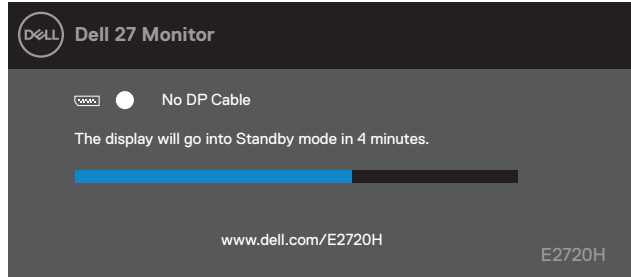 DELL
Dell 27 Monitor
No DP Cable
The display will go into Standby mode in 4 minutes.
www.dell.com/E2720H
E2720H